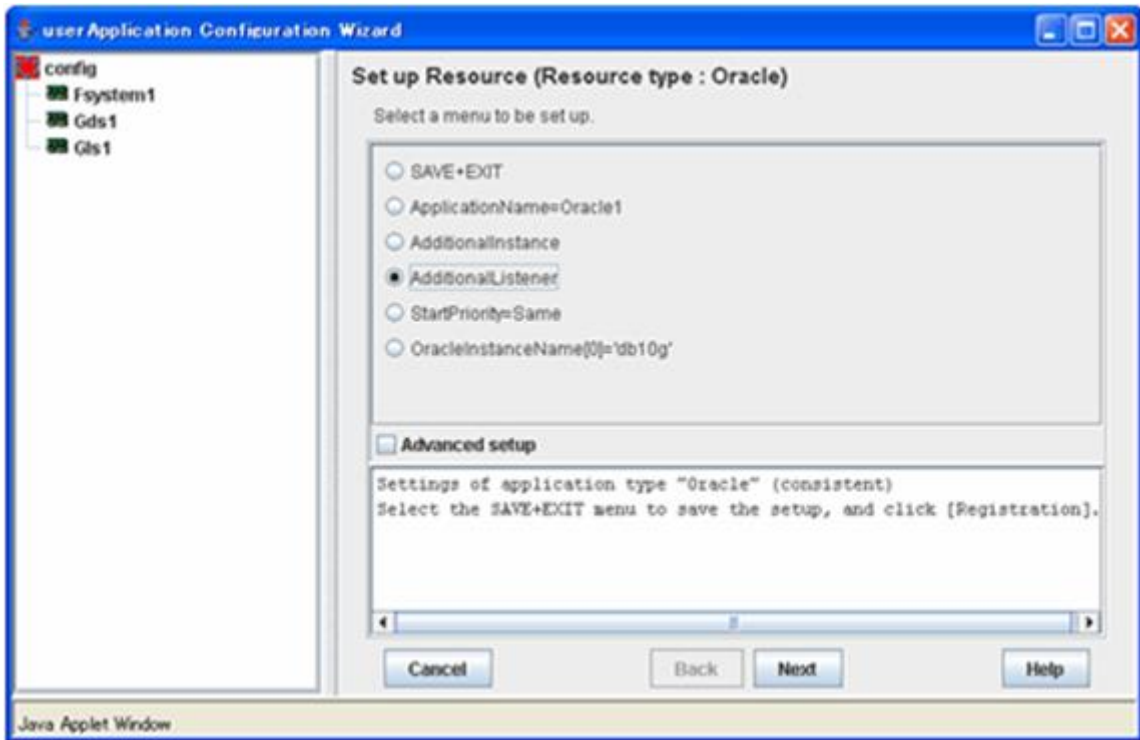 userApplication Configuration Wizard
config
Fsystem1
Gds1
Gls1
Set up Resource (Resource type : Oracle)
Select a menu to be set up.
SAVE+EXIT
ApplicationName=Oracle1
AdditionalInstance
AdditionalListener
StartPriority=Same
OracleInstanceName[0]='db10g'
Advanced setup
Settings of application type "Oracle" (consistent)
Select the SAVE+EXIT menu to save the setup, and click [Registration].
Cancel
Back
Next
Help
Java Applet Window